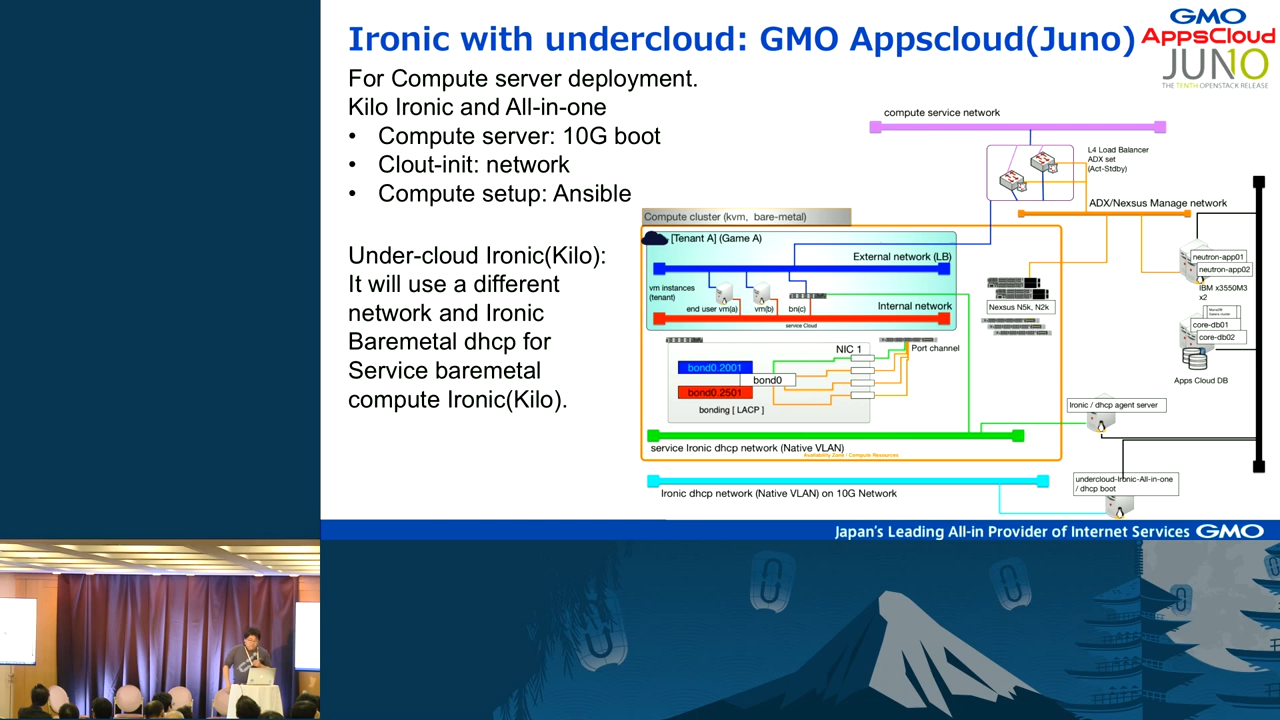 Ironic with undercloud: GMO Appscloud(Juno)
GMO
AppsCloud
JUNO
THE TENTH OPENSTACK RELEASE
For Compute server deployment.
Kilo Ironic and All-in-one
• Compute server: 10G boot
• Clout-init: network
• Compute setup: Ansible
Under-cloud Ironic(Kilo):
It will use a different
network and Ironic
Baremetal dhcp for
Service baremetal
compute Ironic(Kilo).
compute service network
L4 Load Balancer
ADX set
(Act-Stdby)
ADX/Nexsus Manage network
Compute cluster (kvm, bare-metal)
[Tenant A] (Game A)
External network (LB)
vm instances
(tenant)
end user vm(a)
vm(b)
bn(c)
Internal network
service Cloud
neutron-app01
neutron-app02
IBM x3550M3
x2
Nexsus N5k, N2k
core-db01
core-db02
Apps Cloud DB
NIC 1
Port channel
bond0.2001
bond0
bond0.2501
bonding [ LACP ]
Ironic / dhcp agent server
service Ironic dhcp network (Native VLAN)
Availability Zone / Compute Resources
undercloud-Ironic-All-in-one
/ dhcp boot
Ironic dhcp network (Native VLAN) on 10G Network
Japan's Leading All-in Provider of Internet Services GMO